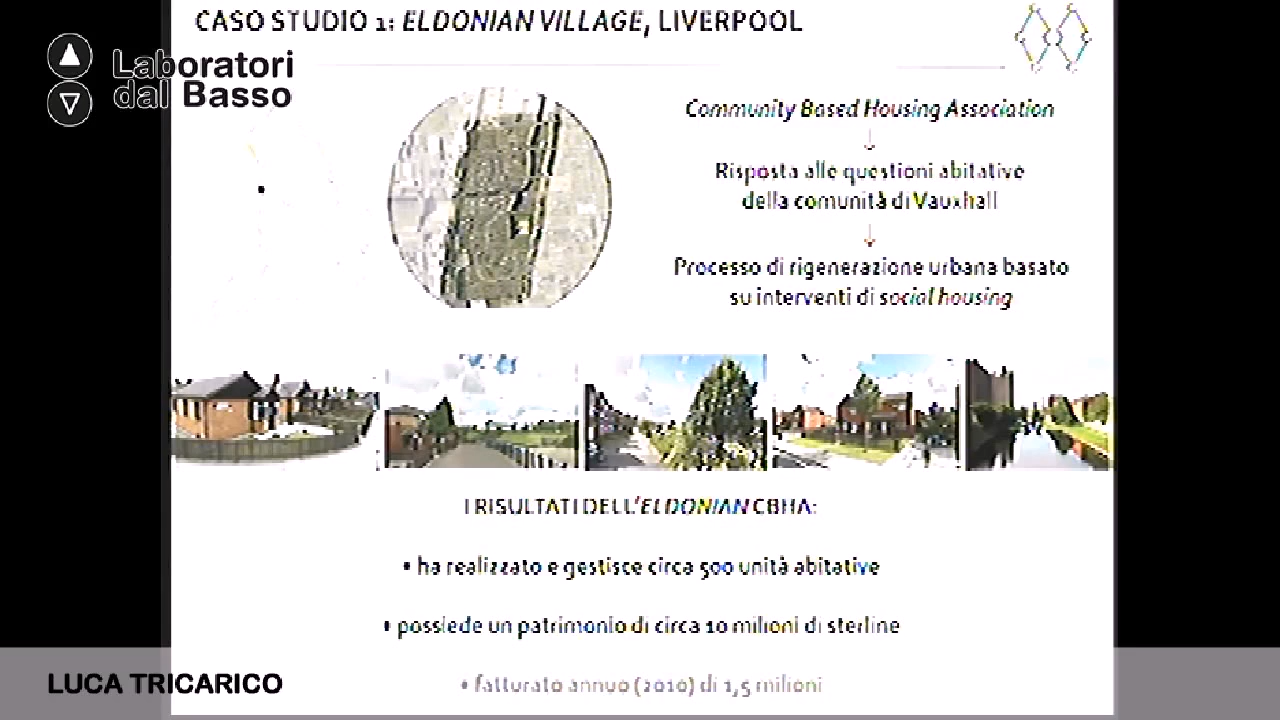 CASO STUDIO 1: ELDONIAN VILLAGE, LIVERPOOL
Laboratori
dal Basso
Community Based Housing Association
↓
Risposta alle questioni abitative
della comunità di Vauxhall
↓
Processo di rigenerazione urbana basato
su interventi di social housing
I RISULTATI DELL'ELDONIAN CBHA:
• ha realizzato e gestisce circa 500 unità abitative
• possiede un patrimonio di circa 10 milioni di sterline
• fatturato annuo (2010) di 1,5 milioni
LUCA TRICARICO